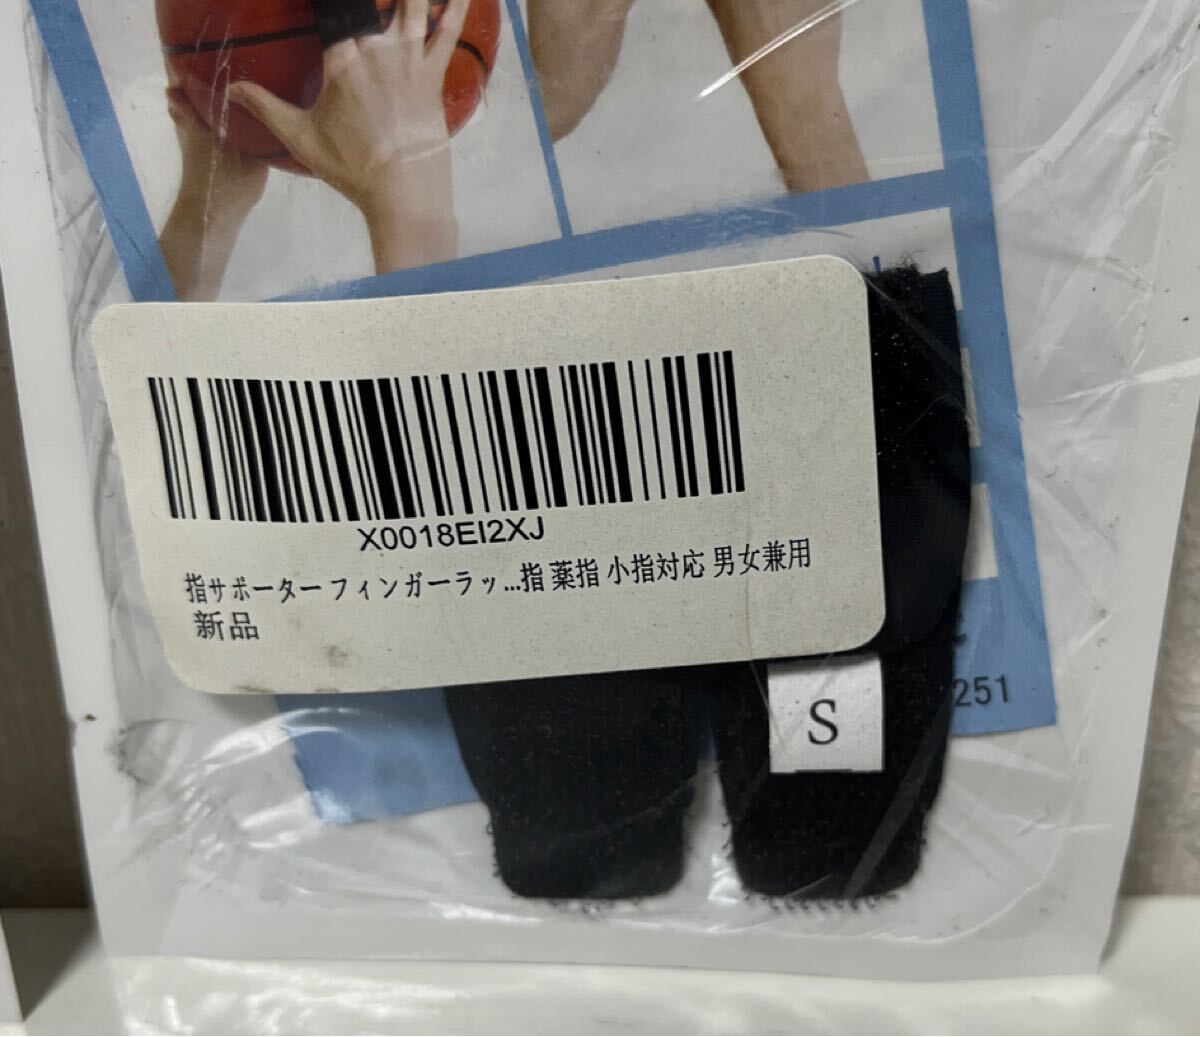 X0018EI2XJ
指サポーター フィンガーラッ...指 薬指 小指対応 男女兼用
新品
251
S